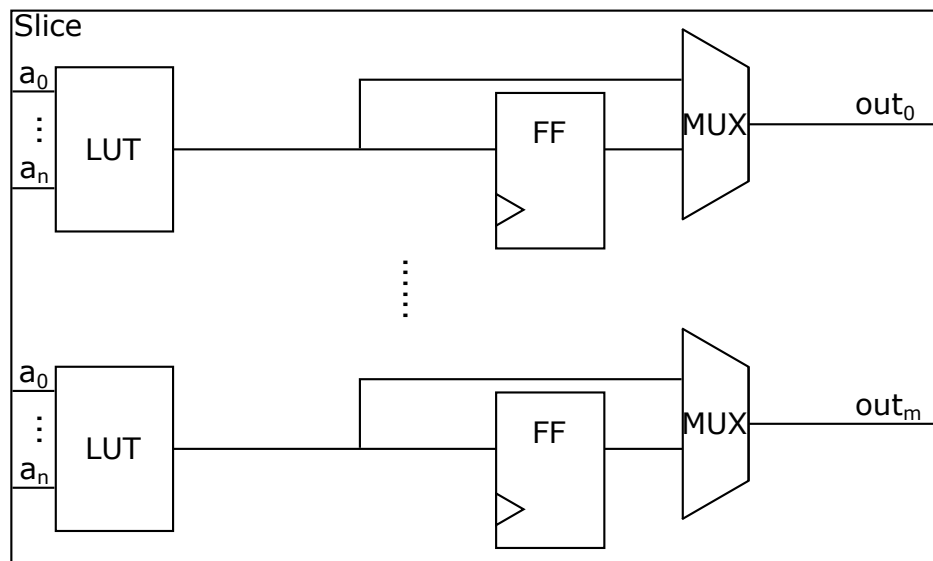 Slice
a₀
⋮
aₙ
LUT
FF
MUX
out₀
⋮
a₀
⋮
aₙ
LUT
FF
MUX
outₘ